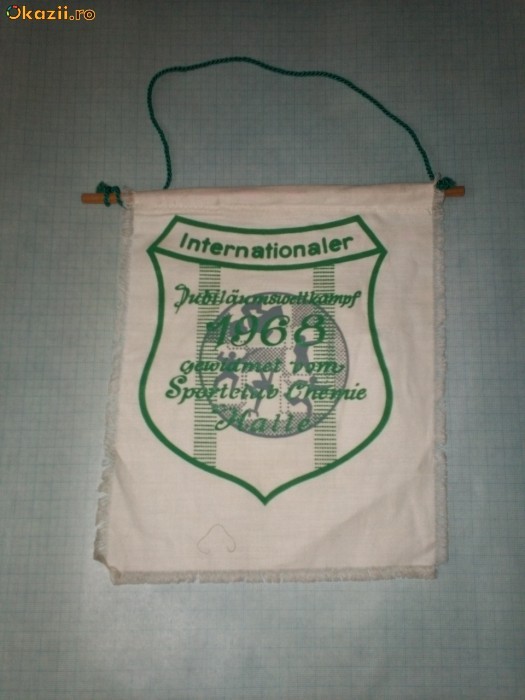 Okazii.ro
Internationaler
Jubiläumswettkampf
1968
gewidmet vom
Sportclub Chemie
Halle